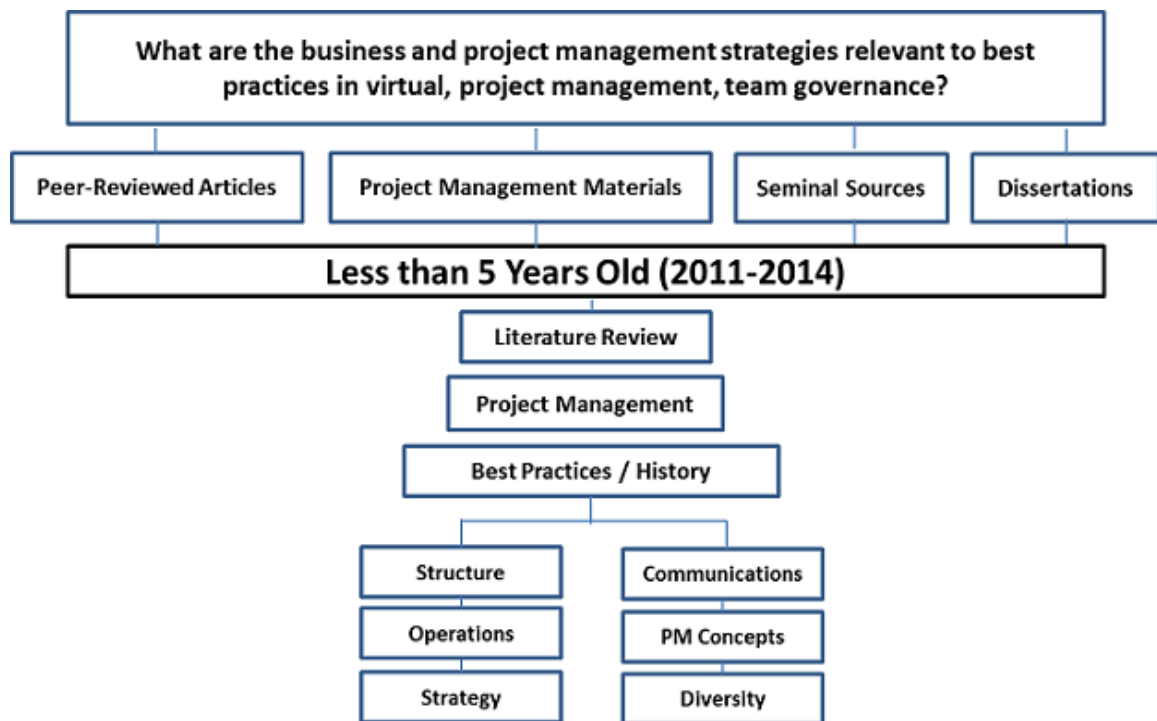 What are the business and project management strategies relevant to best
practices in virtual, project management, team governance?
Peer-Reviewed Articles
Project Management Materials
Seminal Sources
Dissertations
Less than 5 Years Old (2011-2014)
Literature Review
Project Management
Best Practices / History
Structure
Communications
Operations
PM Concepts
Strategy
Diversity